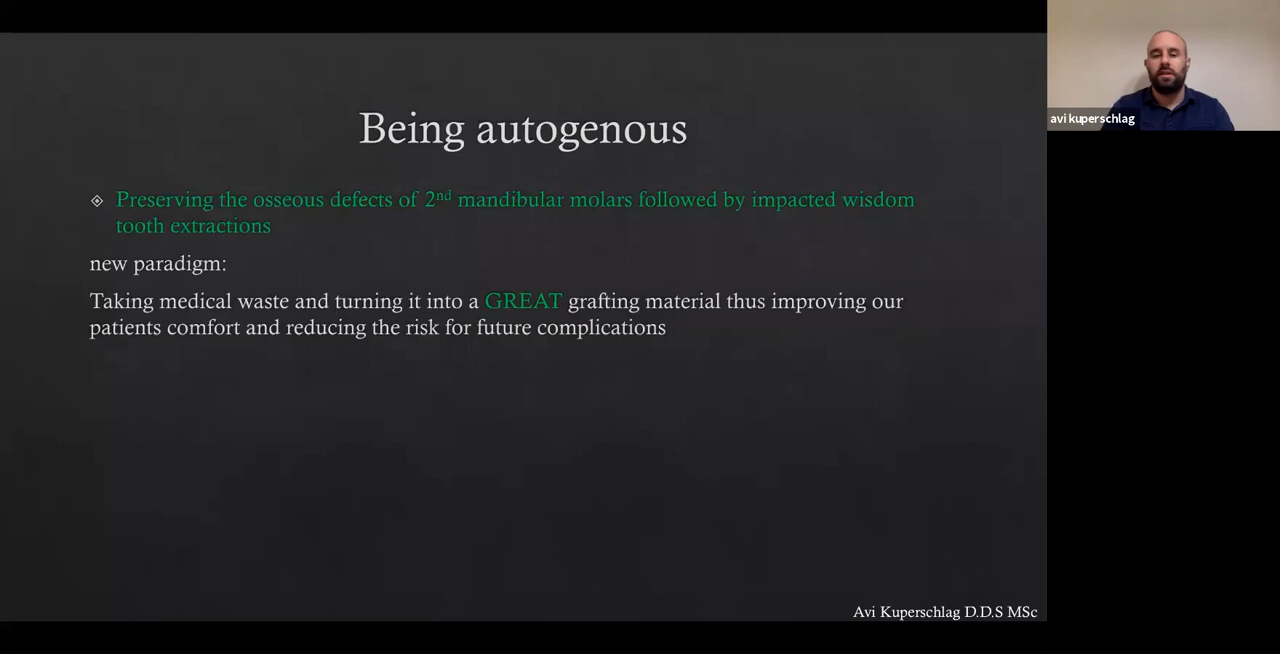 Being autogenous
Preserving the osseous defects of 2nd mandibular molars followed by impacted wisdom
tooth extractions
new paradigm:
Taking medical waste and turning it into a GREAT grafting material thus improving our
patients comfort and reducing the risk for future complications
Avi Kuperschlag D.D.S MSc
avi kuperschlag